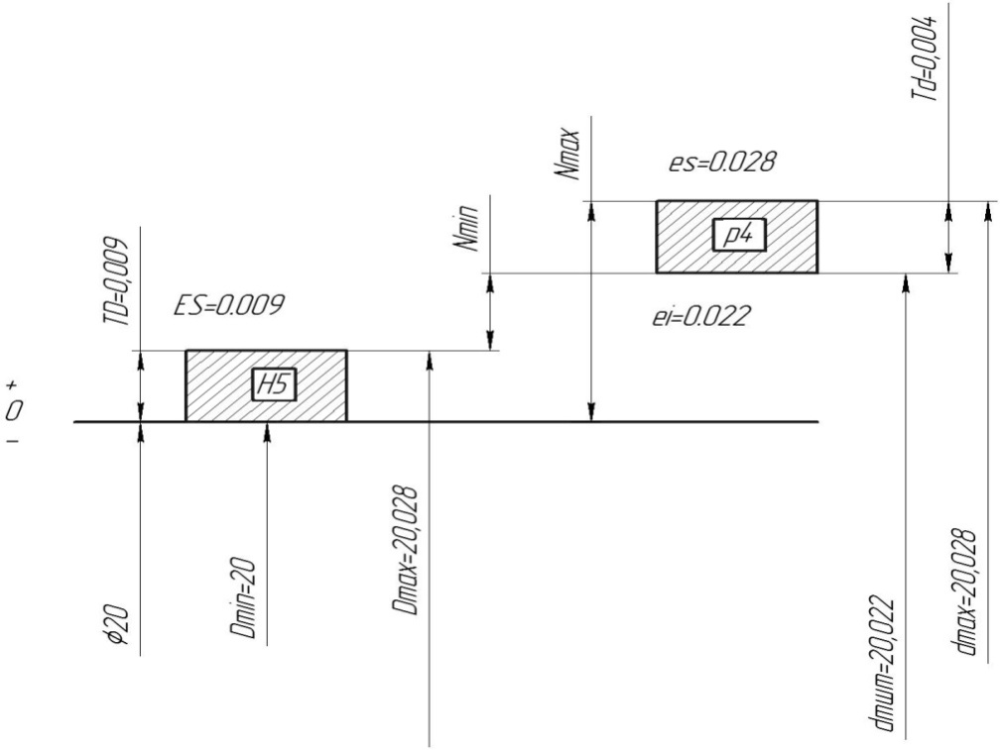 Td=0,004
Nmax
es=0.028
p4
Nmin
TD=0,009
ES=0.009
ei=0.022
H5
+
0
−
Dmax=20,028
Dmin=20
ϕ20
dmax=20,028
dmшm=20,022